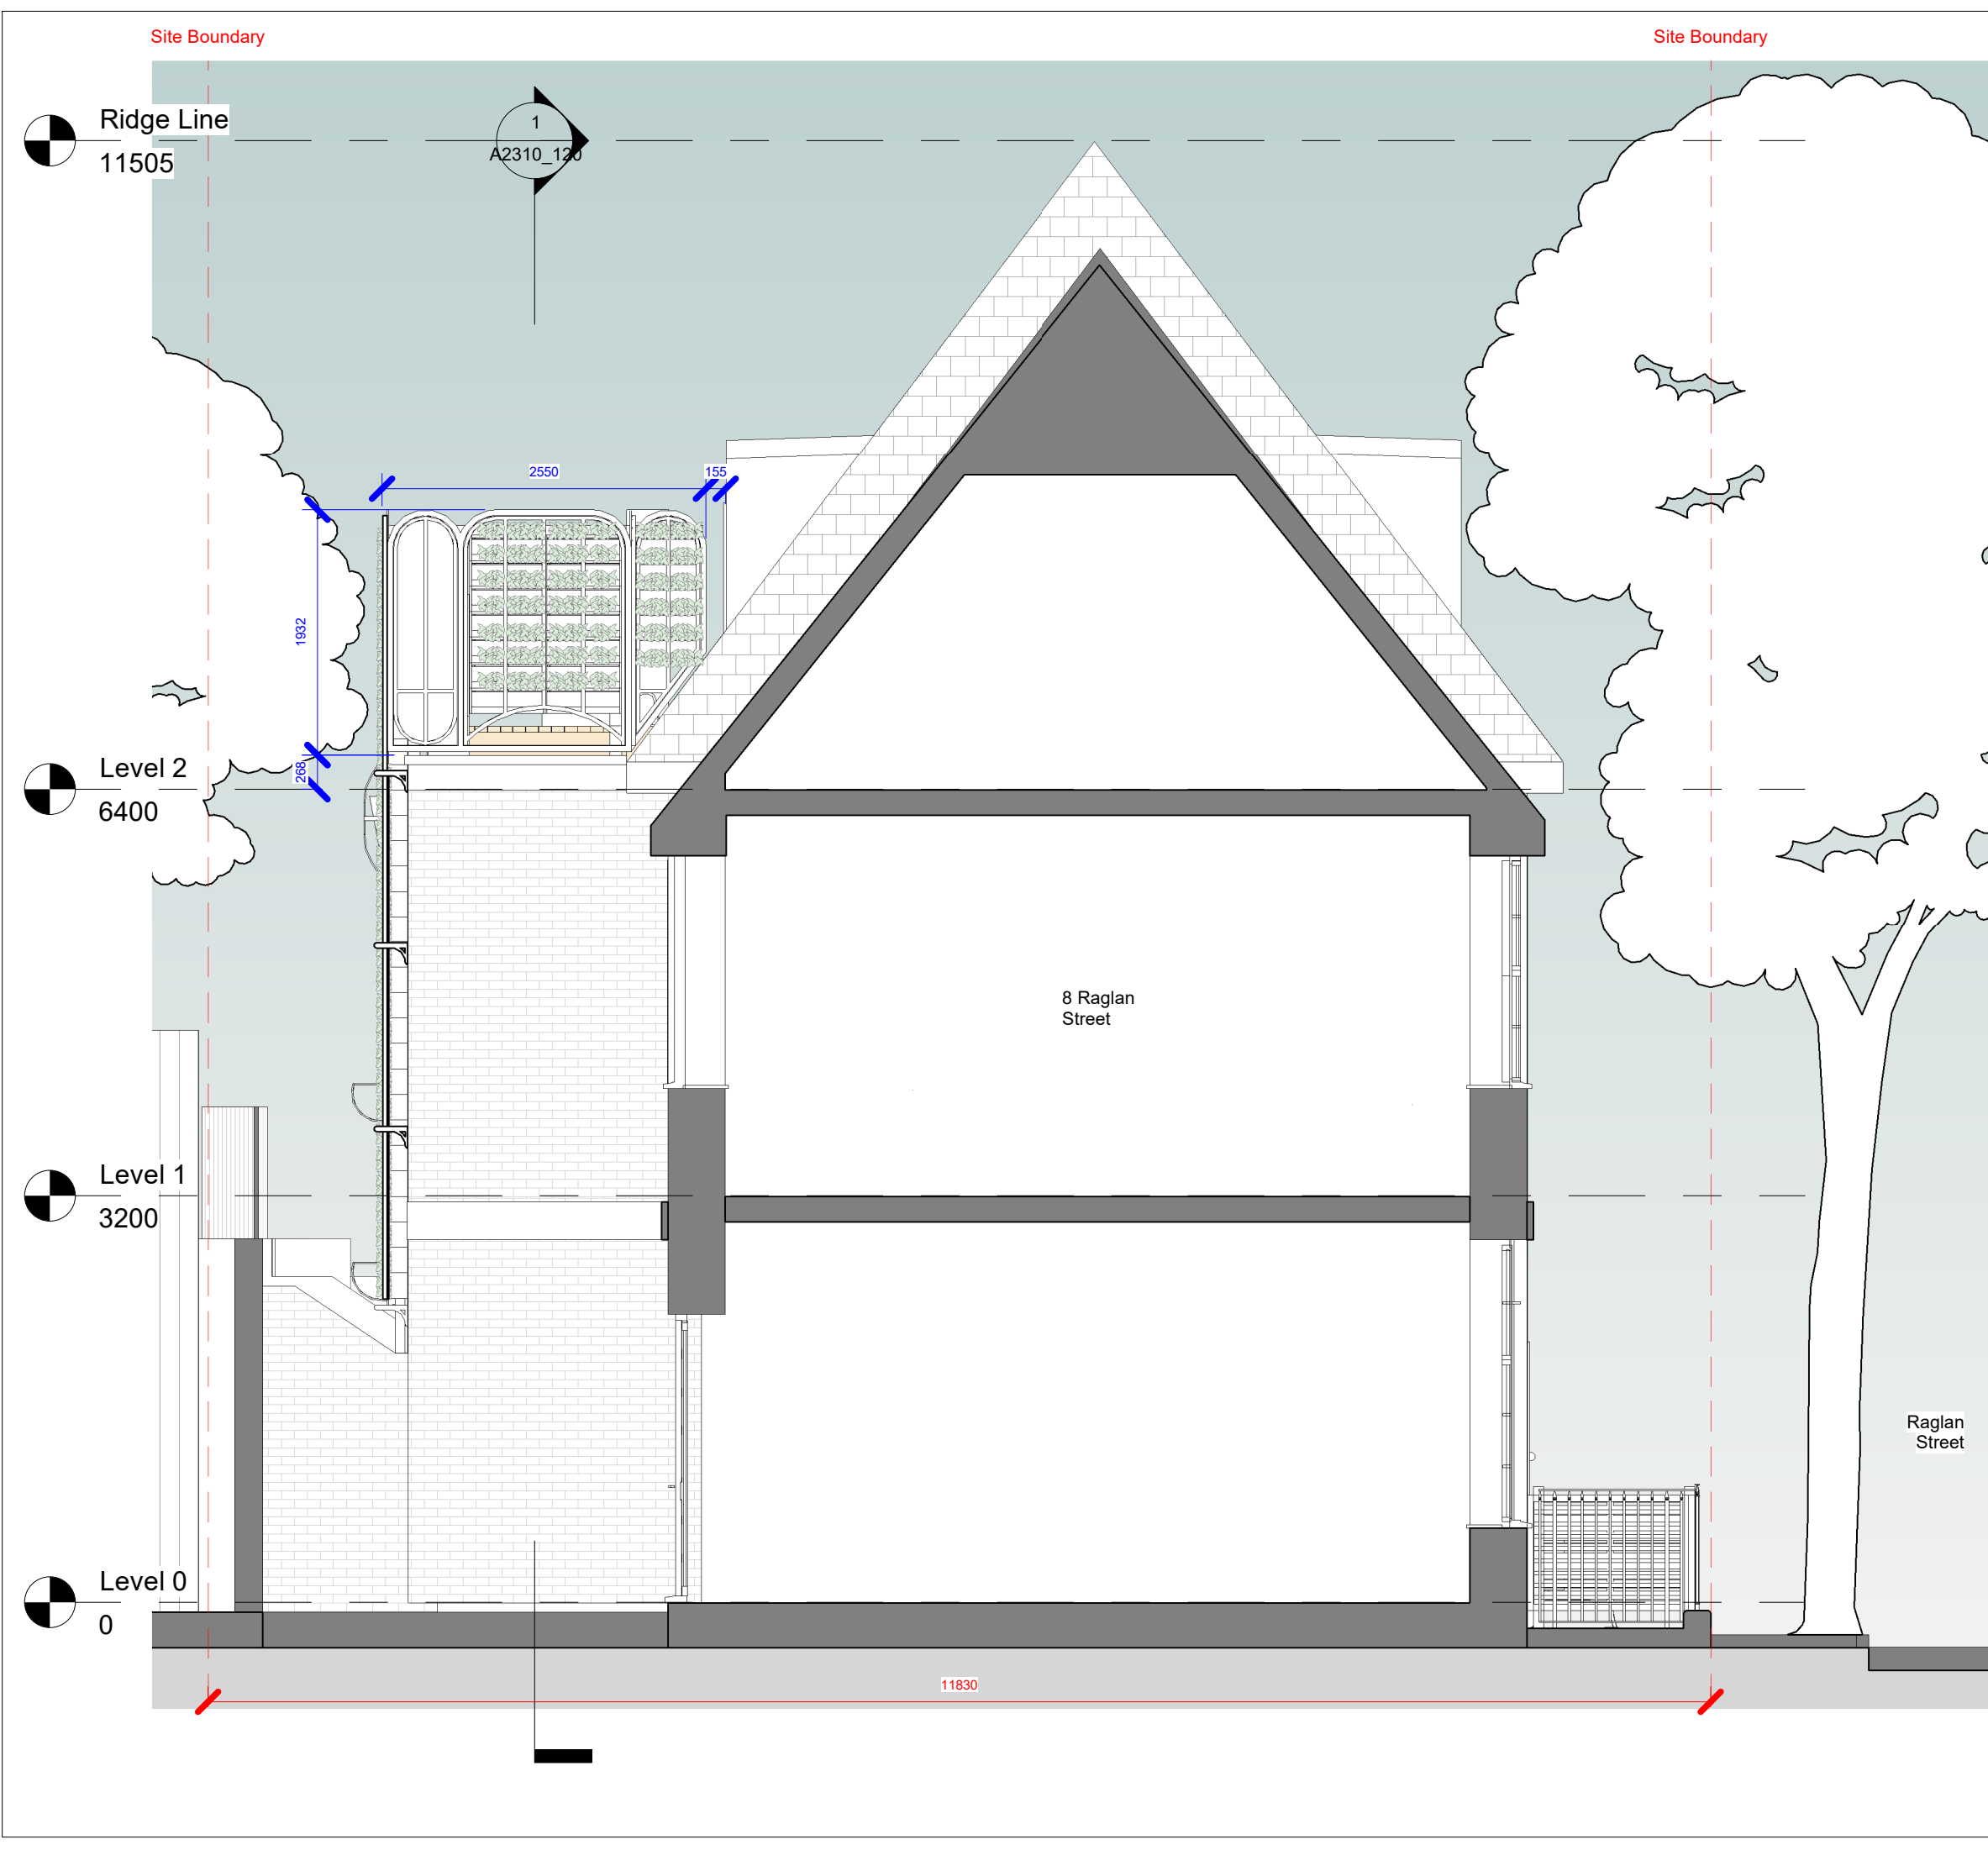 Site Boundary
Site Boundary
Ridge Line
11505
1
A2310_120
2550
155
1932
268
Level 2
6400
8 Raglan
Street
Level 1
3200
Raglan
Street
Level 0
0
11830